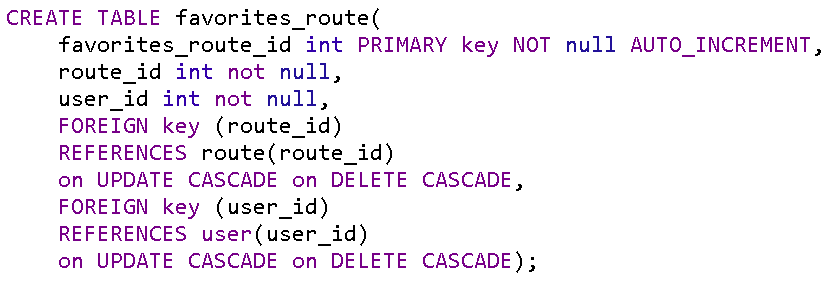 CREATE TABLE favorites_route(
    favorites_route_id int PRIMARY key NOT null AUTO_INCREMENT,
    route_id int not null,
    user_id int not null,
    FOREIGN key (route_id)
    REFERENCES route(route_id)
    on UPDATE CASCADE on DELETE CASCADE,
    FOREIGN key (user_id)
    REFERENCES user(user_id)
    on UPDATE CASCADE on DELETE CASCADE);